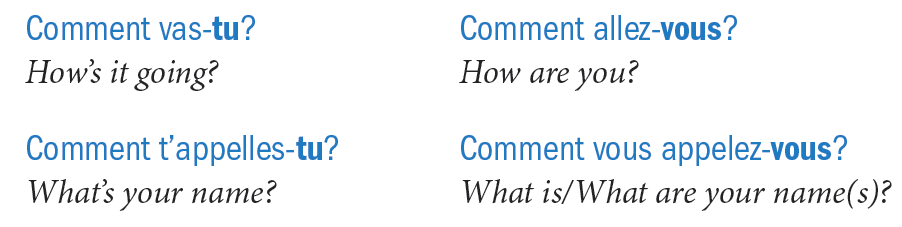 Comment vas-tu?
How's it going?
Comment allez-vous?
How are you?
Comment t'appelles-tu?
What's your name?
Comment vous appelez-vous?
What is/What are your name(s)?